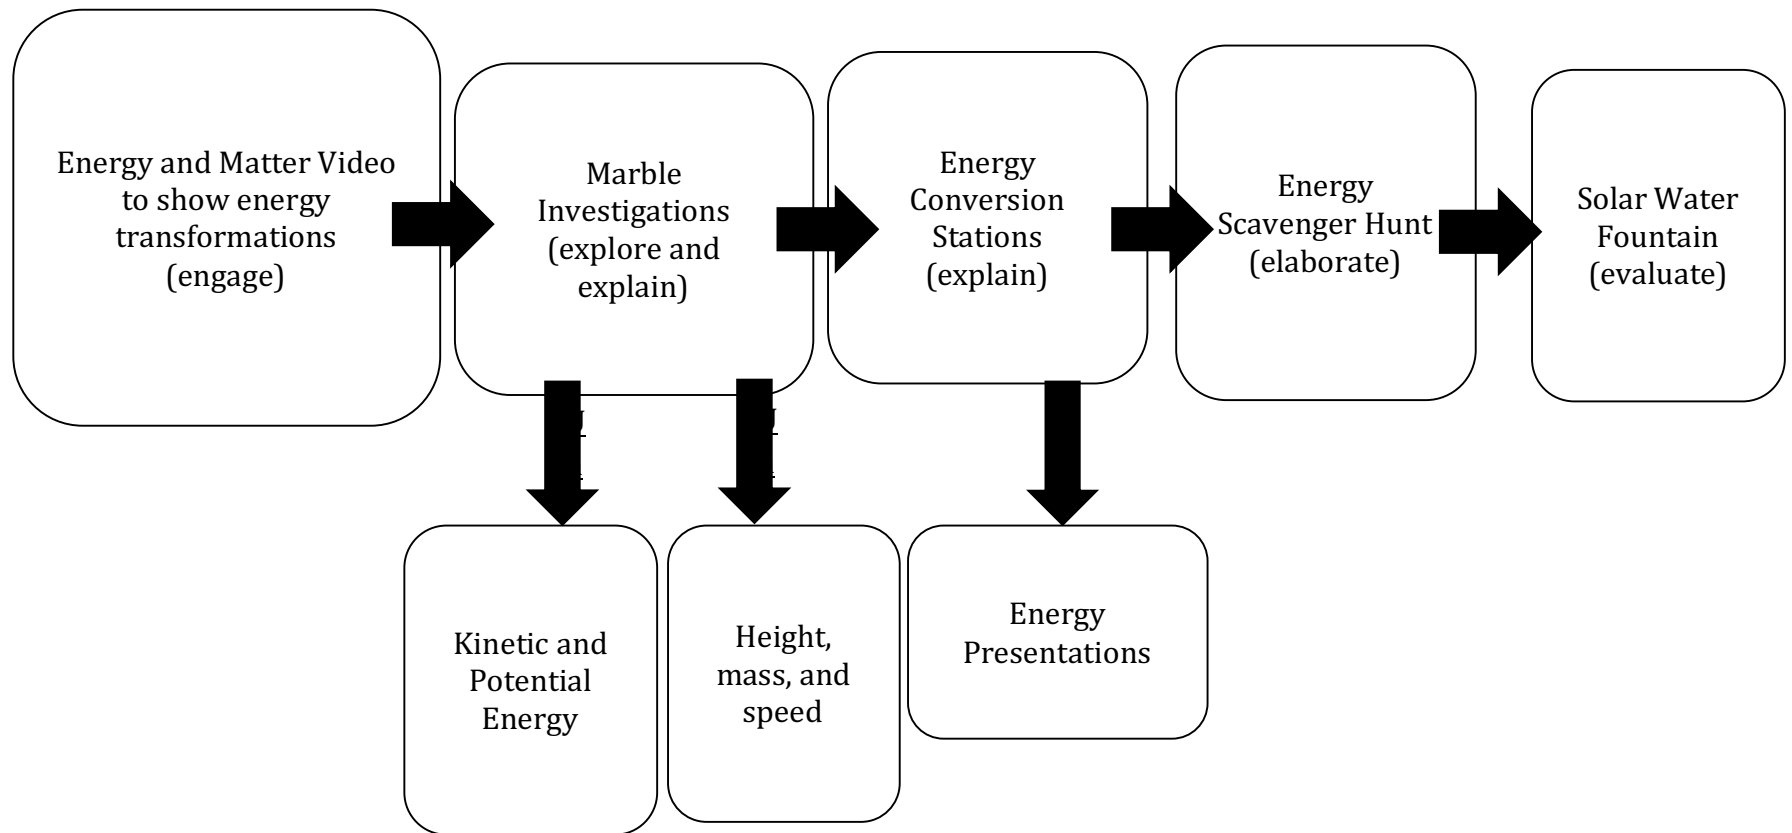 Energy and Matter Video
to show energy
transformations
(engage)
Marble
Investigations
(explore and
explain)
Energy
Conversion
Stations
(explain)
Energy
Scavenger Hunt
(elaborate)
Solar Water
Fountain
(evaluate)
Kinetic and
Potential
Energy
Height,
mass, and
speed
Energy
Presentations